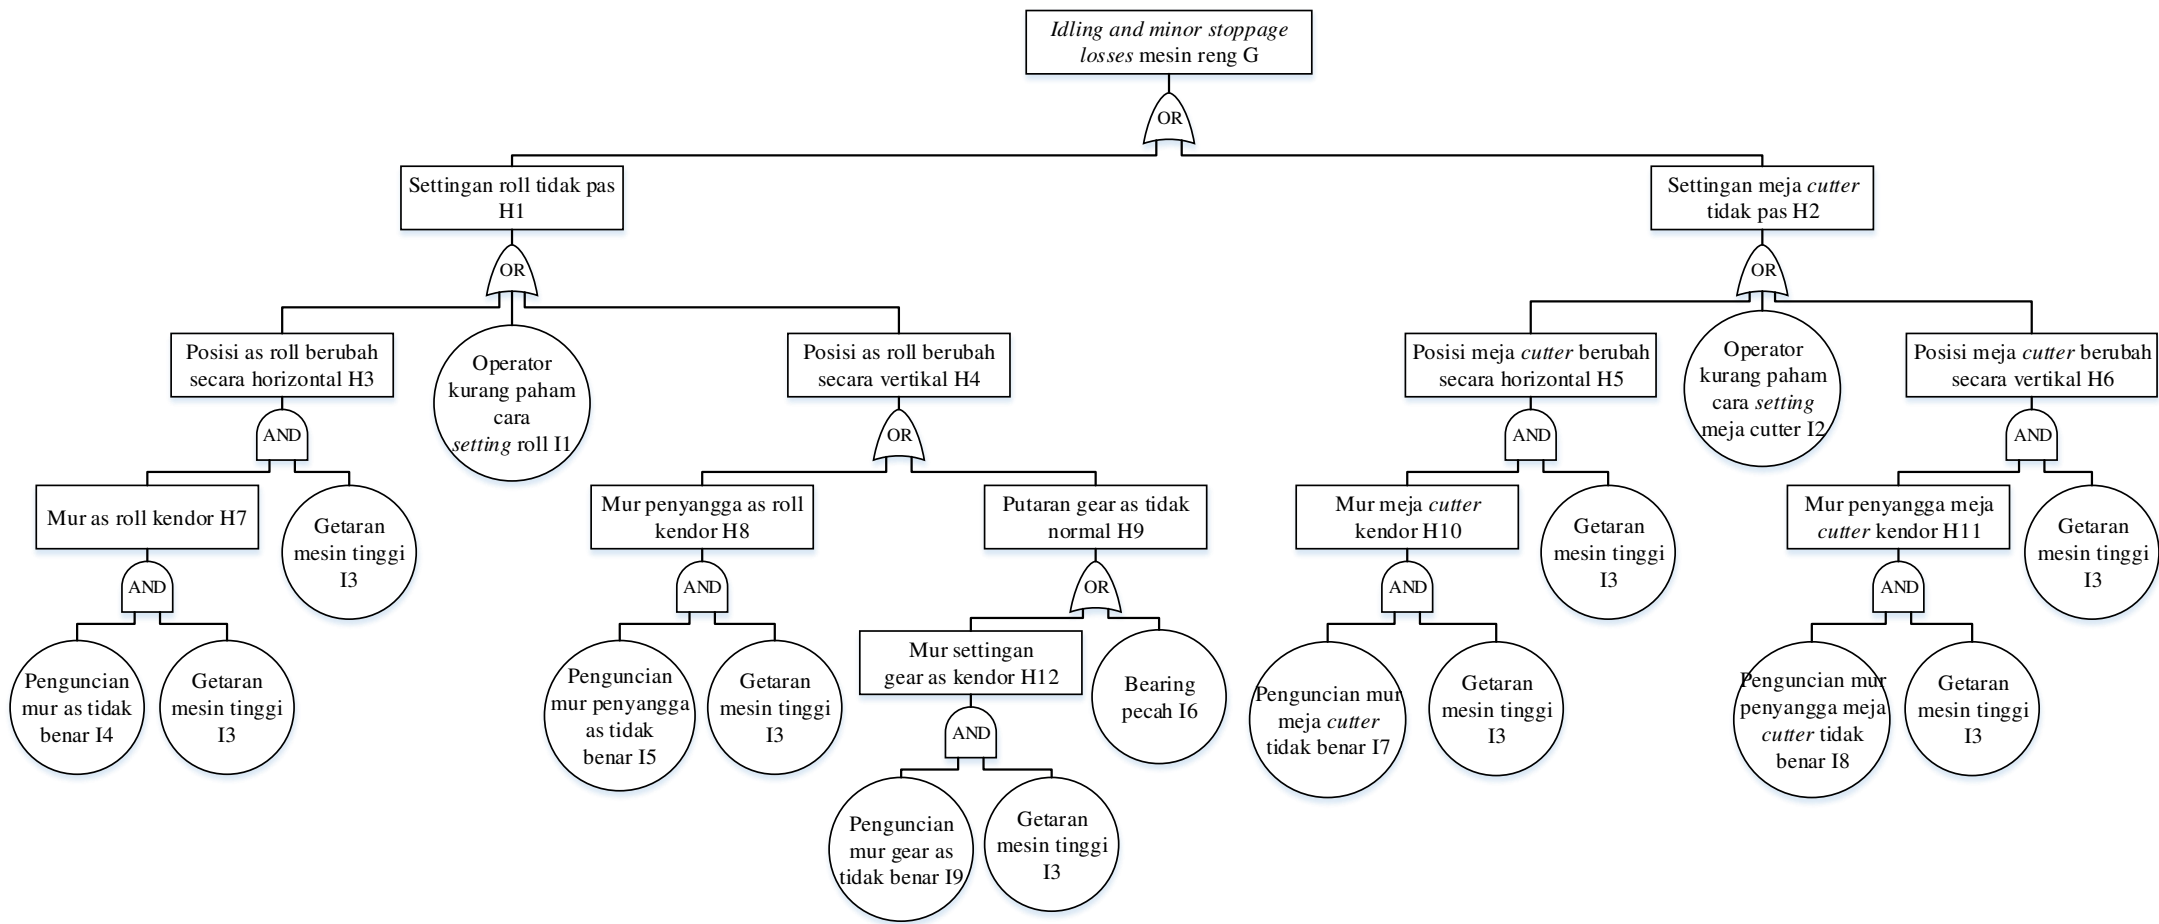 Idling and minor stoppage
losses mesin reng G
OR
Settingan roll tidak pas
H1
Settingan meja cutter
tidak pas H2
OR
OR
Posisi as roll berubah
secara horizontal H3
Operator
kurang paham
cara
setting roll I1
Posisi as roll berubah
secara vertikal H4
Posisi meja cutter berubah
secara horizontal H5
Operator
kurang paham
cara setting
meja cutter I2
Posisi meja cutter berubah
secara vertikal H6
AND
OR
AND
AND
Mur as roll kendor H7
Getaran
mesin tinggi
I3
Mur penyangga as roll
kendor H8
Putaran gear as tidak
normal H9
Mur meja cutter
kendor H10
Getaran
mesin tinggi
I3
Mur penyangga meja
cutter kendor H11
Getaran
mesin tinggi
I3
AND
AND
OR
AND
AND
Penguncian
mur as tidak
benar I4
Getaran
mesin tinggi
I3
Penguncian
mur penyangga
as tidak
benar I5
Getaran
mesin tinggi
I3
Mur settingan
gear as kendor H12
Bearing
pecah I6
Penguncian mur
meja cutter
tidak benar I7
Getaran
mesin tinggi
I3
Penguncian mur
penyangga meja
cutter tidak
benar I8
Getaran
mesin tinggi
I3
AND
Penguncian
mur gear as
tidak benar I9
Getaran
mesin tinggi
I3